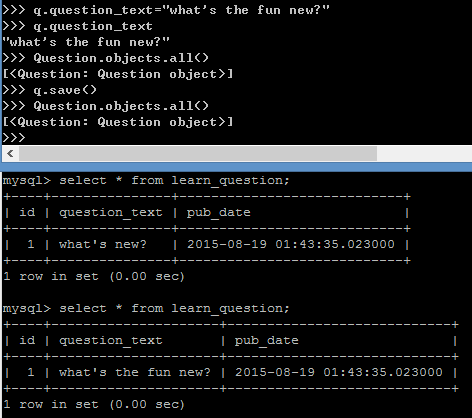 >>> q.question_text="what's the fun new?"
>>> q.question_text
"what's the fun new?"
>>> Question.objects.all()
[<Question: Question object>]
>>> q.save()
>>> Question.objects.all()
[<Question: Question object>]
>>>
mysql> select * from learn_question;
+----+---------------+----------------------------+
| id | question_text | pub_date                   |
+----+---------------+----------------------------+
|  1 | what's new?   | 2015-08-19 01:43:35.023000 |
+----+---------------+----------------------------+
1 row in set (0.00 sec)
mysql> select * from learn_question;
+----+---------------------+----------------------------+
| id | question_text       | pub_date                   |
+----+---------------------+----------------------------+
|  1 | what's the fun new? | 2015-08-19 01:43:35.023000 |
+----+---------------------+----------------------------+
1 row in set (0.00 sec)